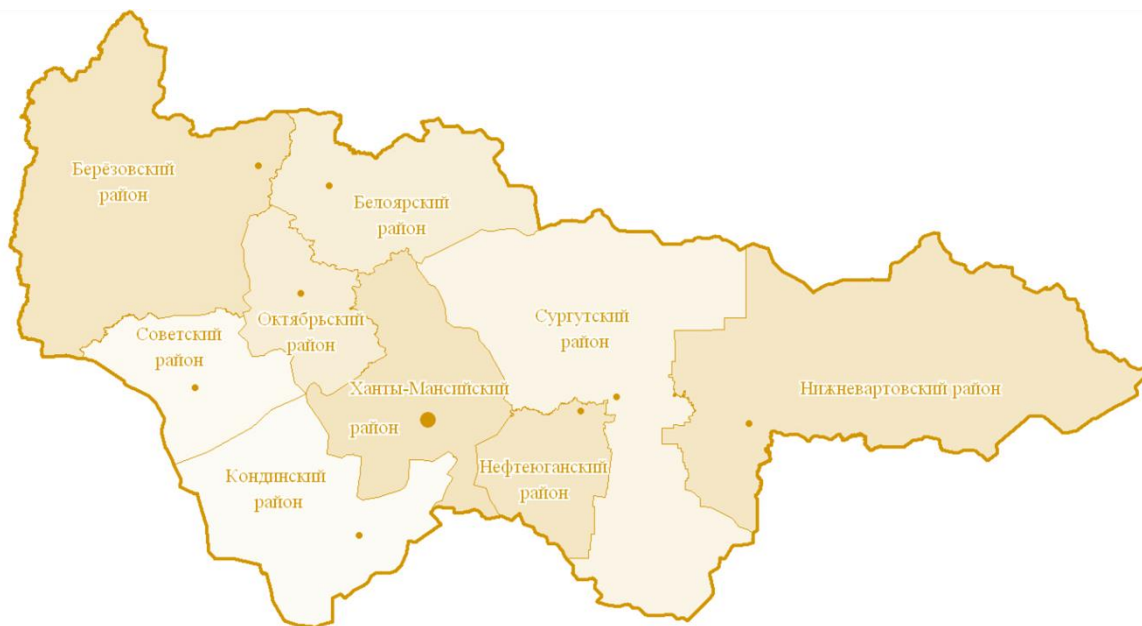 Берёзовский
район
Белоярский
район
Октябрьский
район
Советский
район
Сургутский
район
Ханты-Мансийский
район
Нижневартовский район
Нефтеюганский
район
Кондинский
район